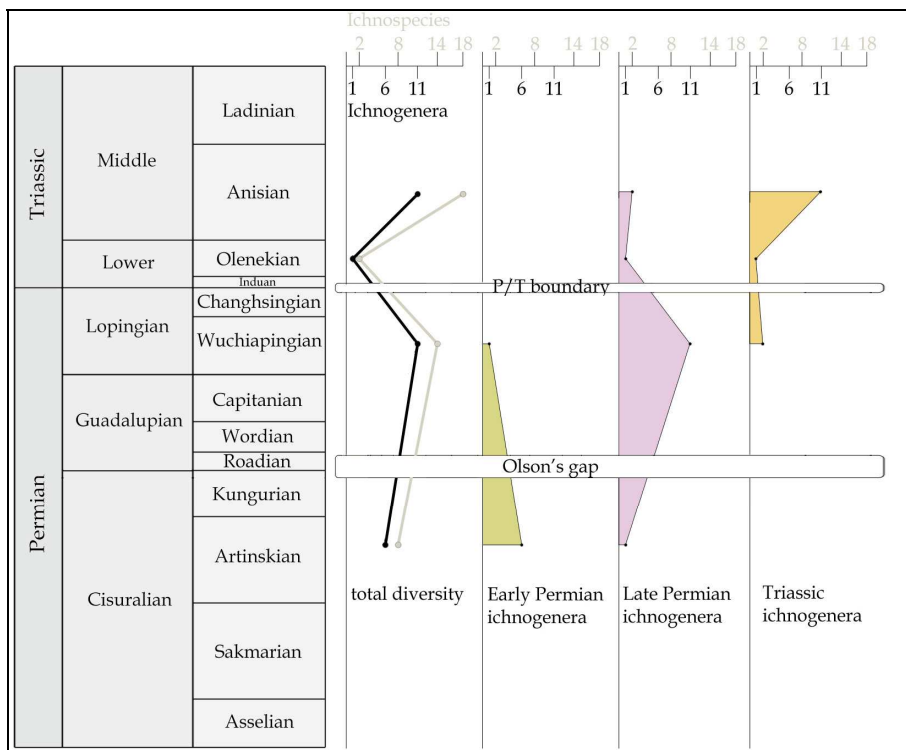 Ichnospecies
2 8 14 18 2 8 14 18 2 8 14 18 2 8 14 18
1 6 11 1 6 11 1 6 11 1 6 11
Ichnogenera
Triassic
Middle
Ladinian
Anisian
Lower
Olenekian
Induan
P/T boundary
Permian
Lopingian
Changhsingian
Wuchiapingian
Guadalupian
Capitanian
Wordian
Roadian
Olson's gap
Cisuralian
Kungurian
Artinskian
Sakmarian
Asselian
total diversity
Early Permian
ichnogenera
Late Permian
ichnogenera
Triassic
ichnogenera